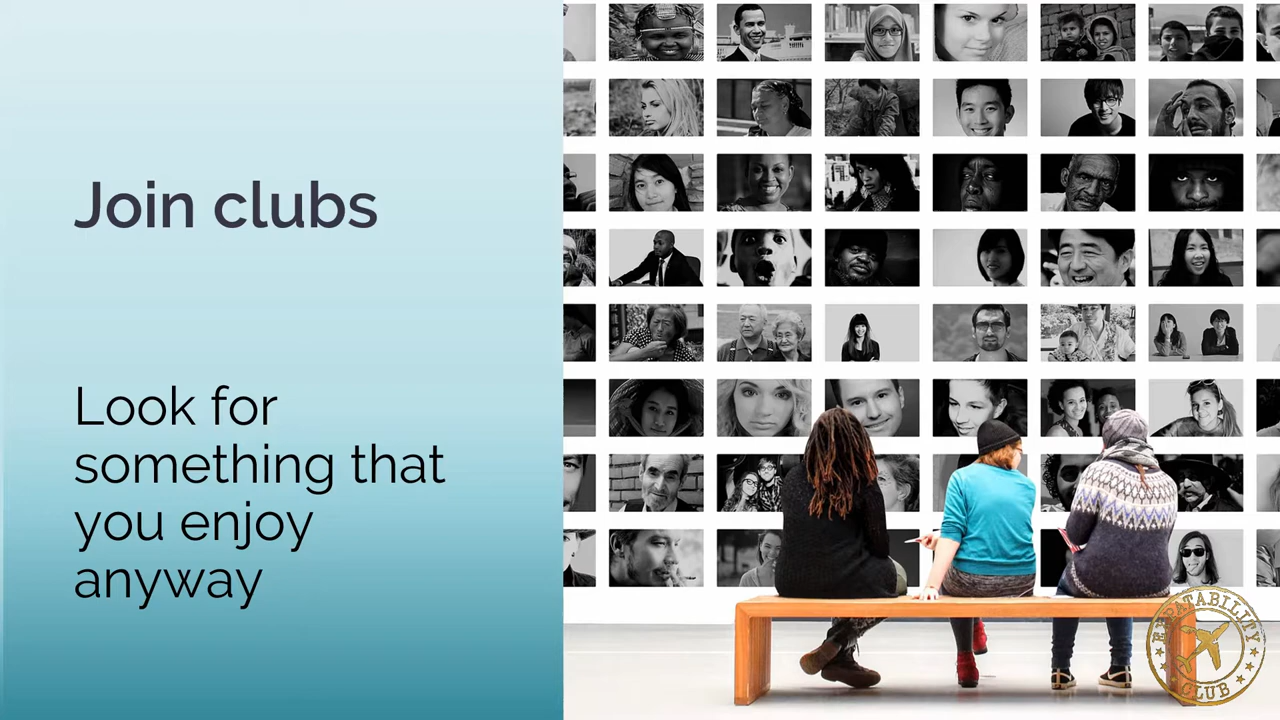 Join clubs
Look for
something that
you enjoy
anyway
EXPATABILITY
CLUB